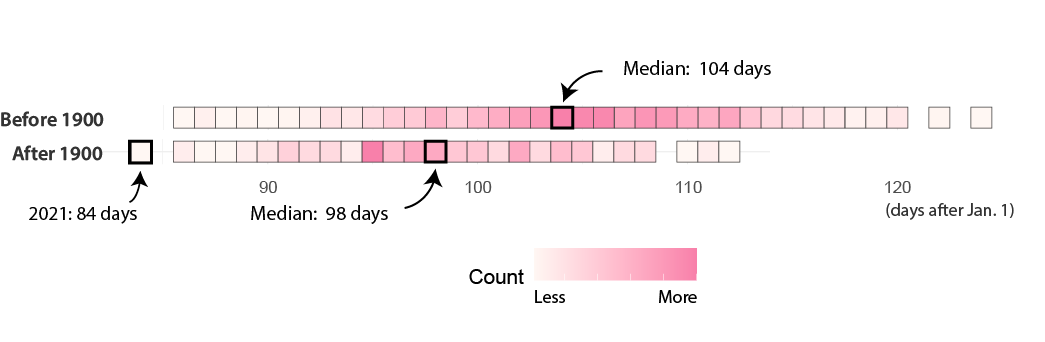 Median: 104 days
Before 1900
After 1900
90 100 110 120
2021: 84 days
Median: 98 days
(days after Jan. 1)
Count
Less More